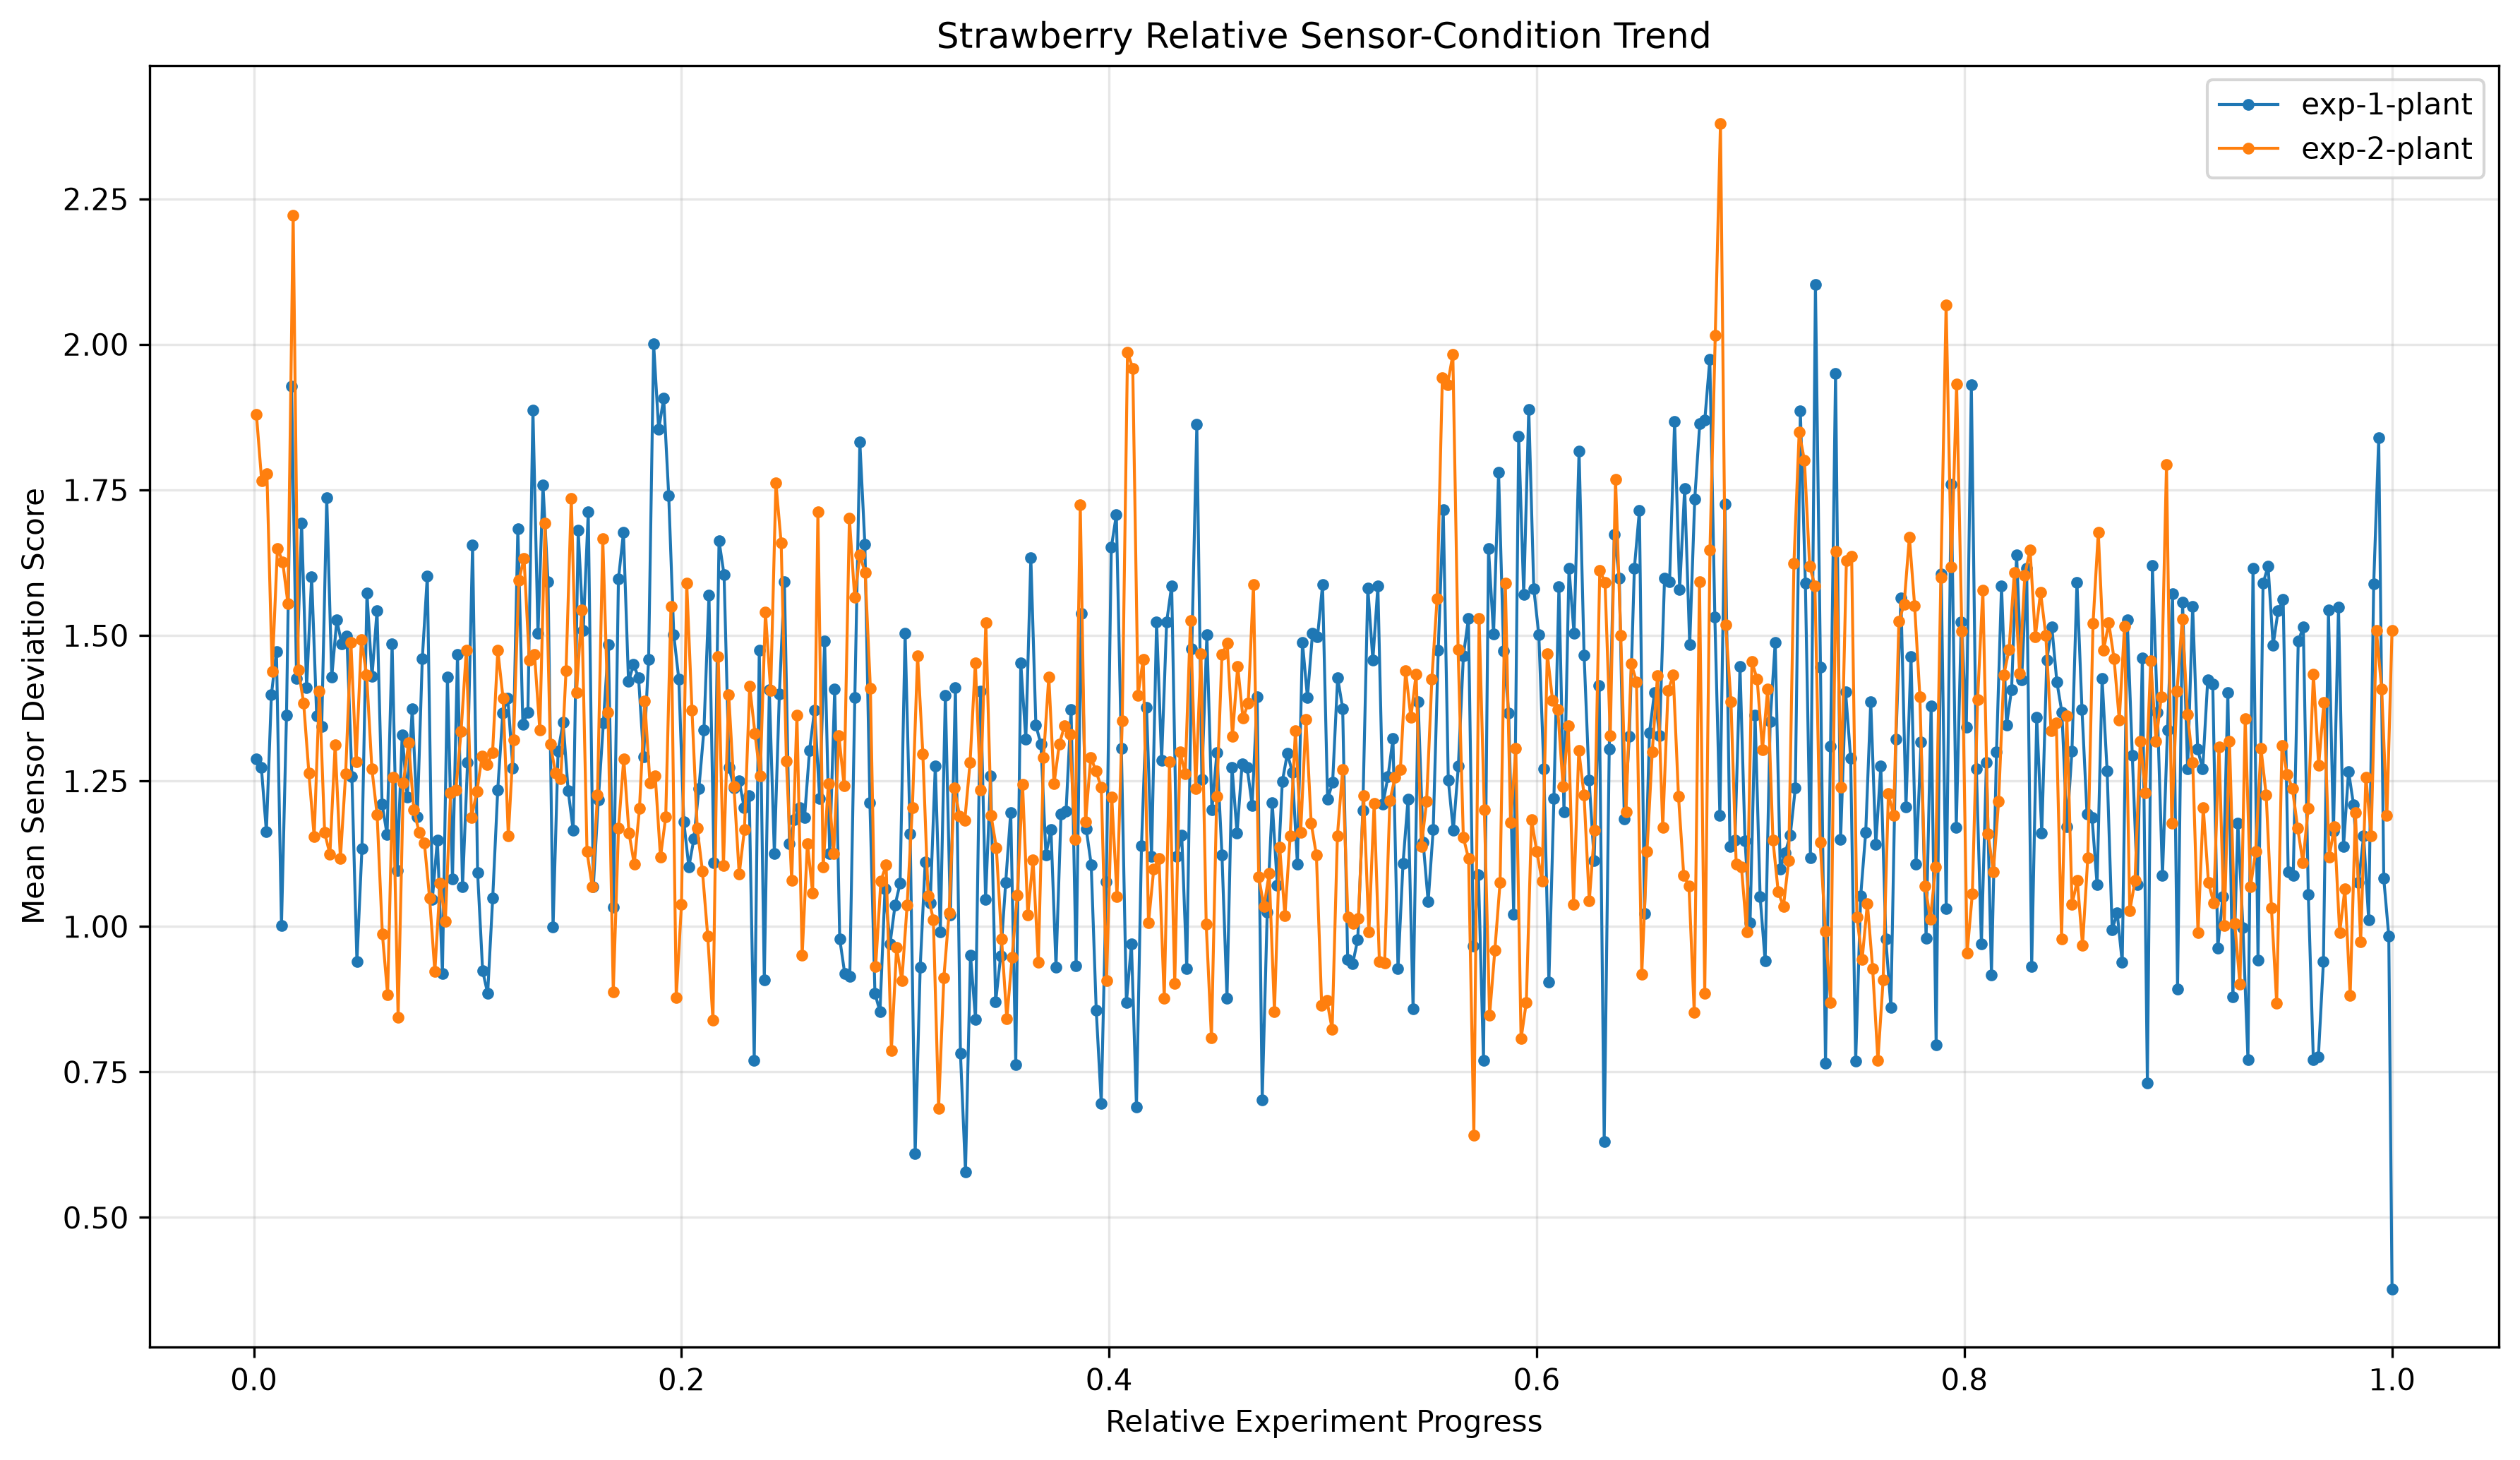 Strawberry Relative Sensor-Condition Trend
exp-1-plant
exp-2-plant
Mean Sensor Deviation Score
2.25
2.00
1.75
1.50
1.25
1.00
0.75
0.50
0.0 0.2 0.4 0.6 0.8 1.0
Relative Experiment Progress